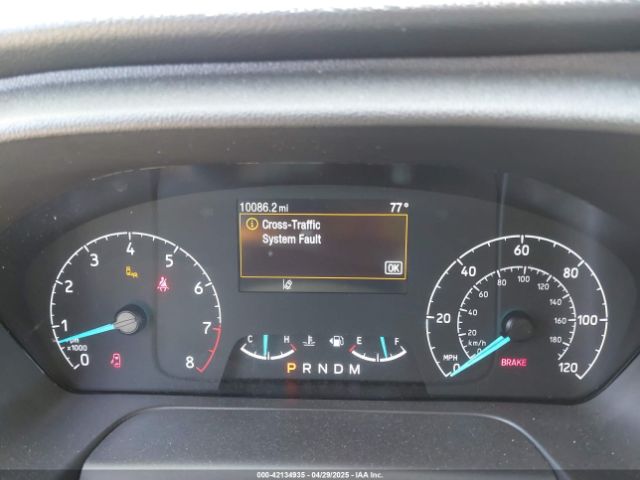 10086.2 mi 77°
Cross-Traffic
System Fault
OK
0 1 2 3 4 5 6 7 8
x1000
C H E F
P R N D M
0 20 40 60 80 100 120
MPH
0 20 40 60 80 100 120 140 160 180
km/h
BRAKE
000-42134935 - 04/29/2025 - IAA Inc.